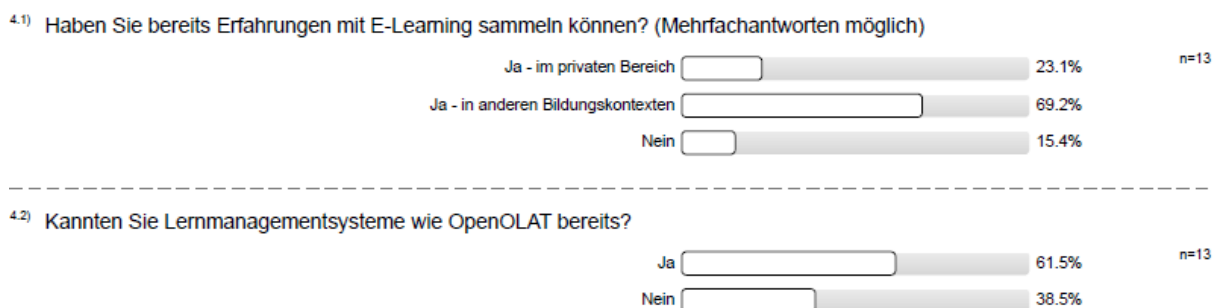 4.1) Haben Sie bereits Erfahrungen mit E-Learning sammeln können? (Mehrfachantworten möglich)
Ja - im privaten Bereich 23.1% n=13
Ja - in anderen Bildungskontexten 69.2%
Nein 15.4%
4.2) Kannten Sie Lernmanagementsysteme wie OpenOLAT bereits?
Ja 61.5% n=13
Nein 38.5%